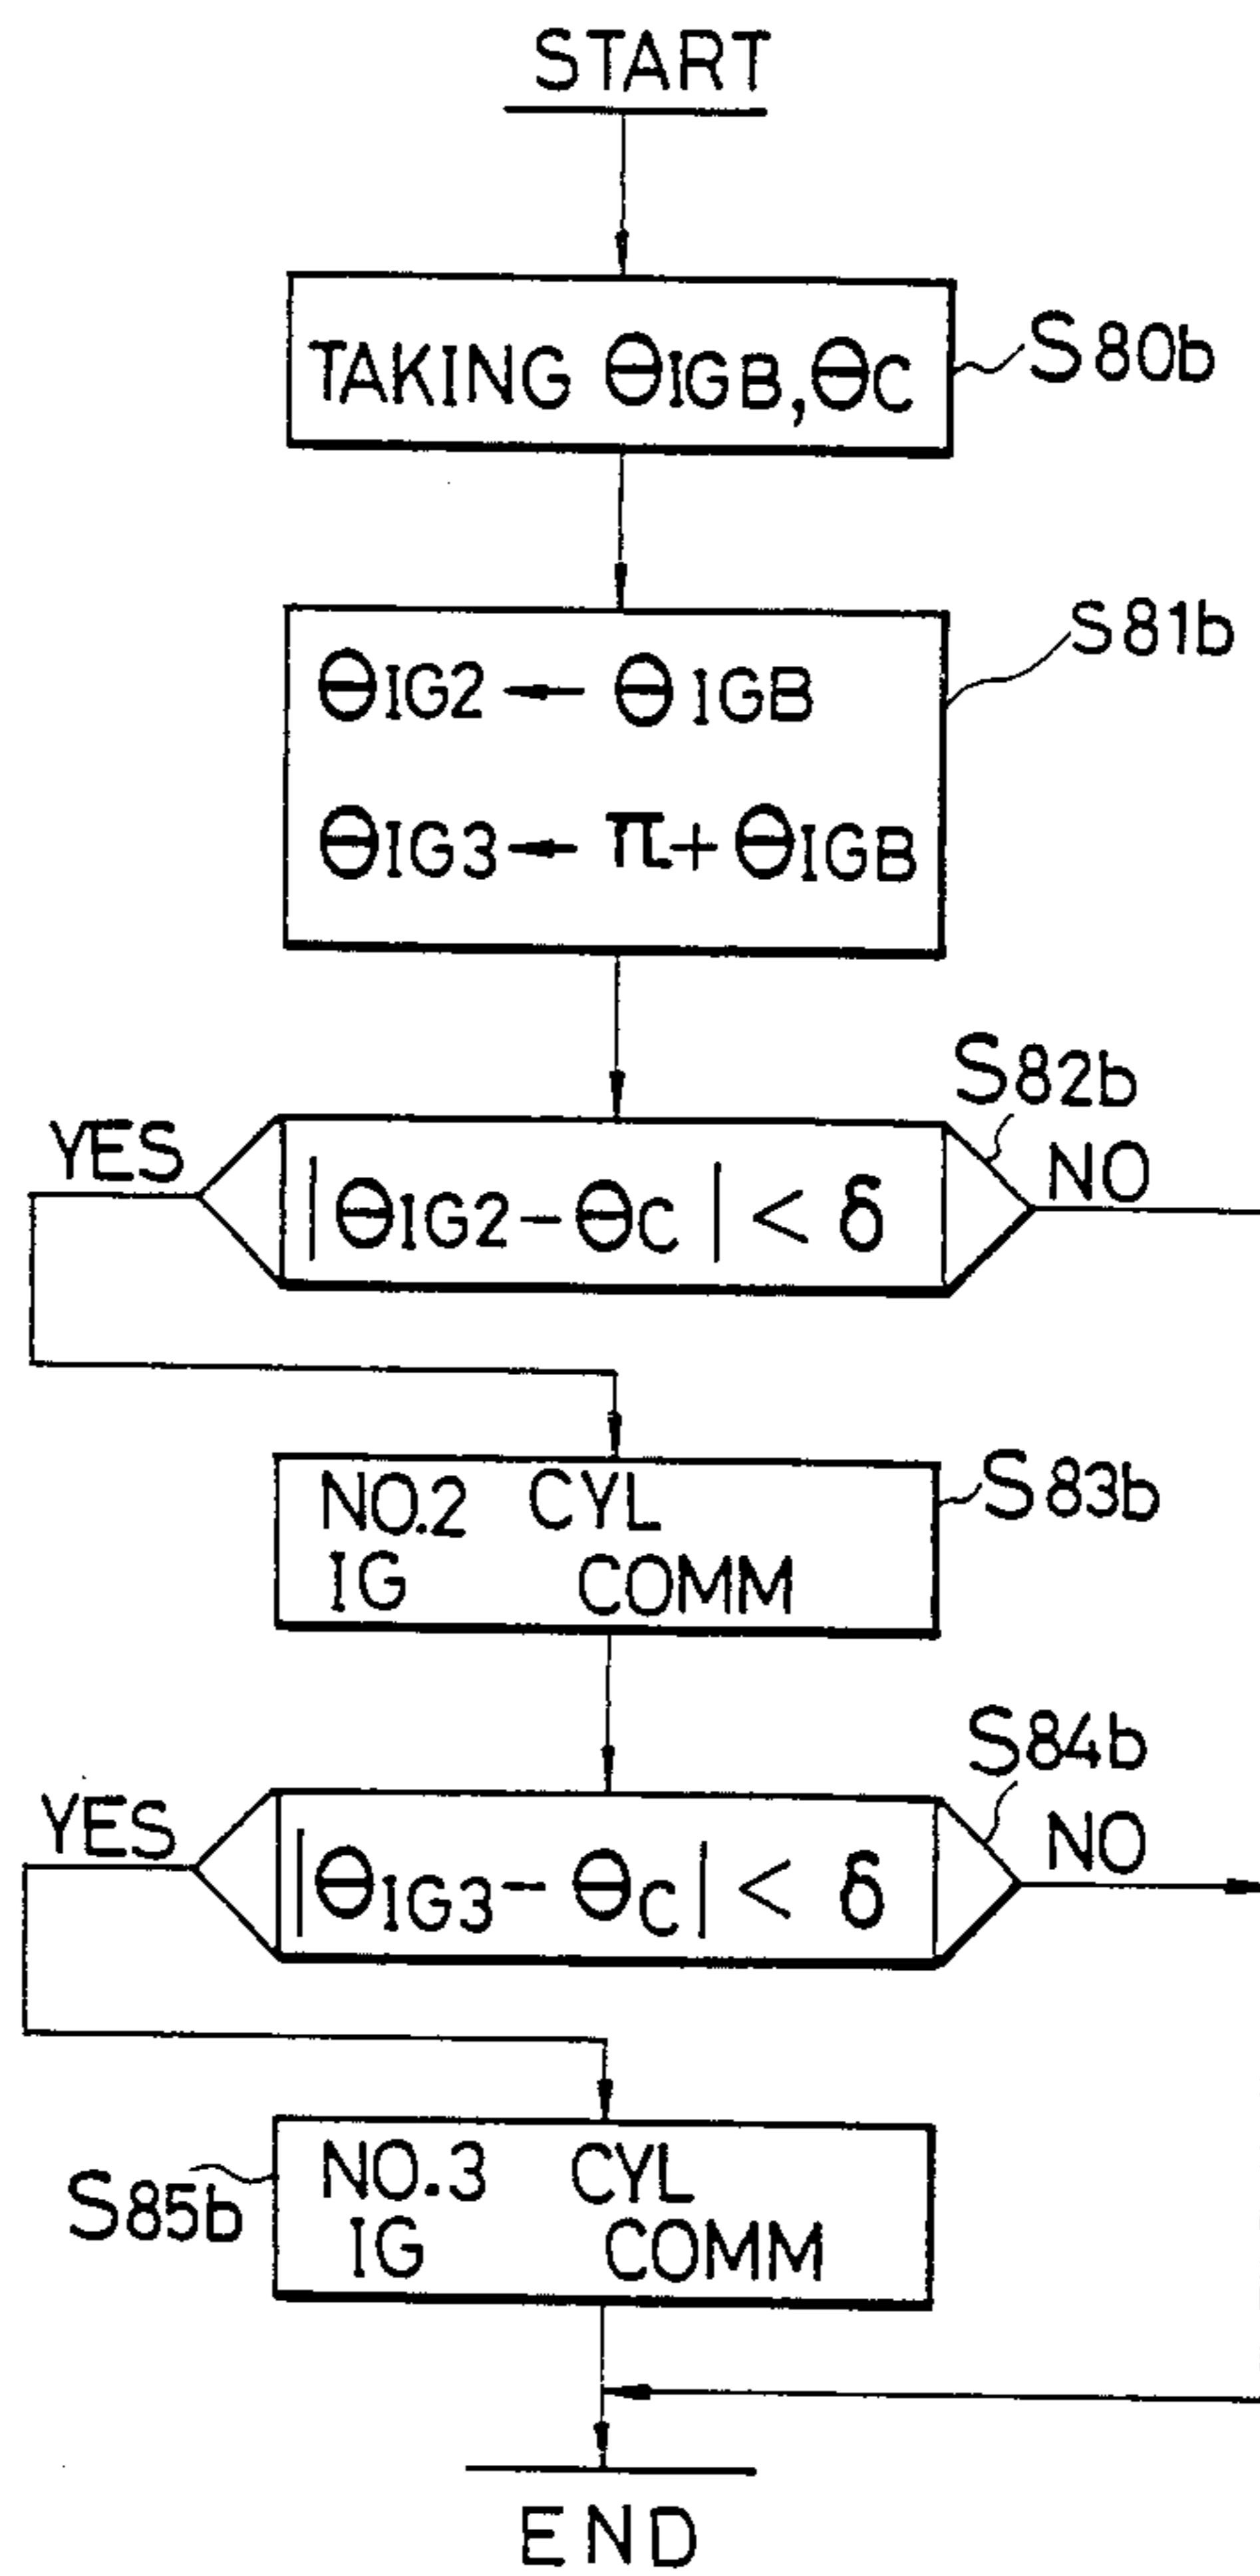 START
TAKING ΘIGB, ΘC
S80b
S81b
ΘIG2 ← ΘIGB
ΘIG3 ← π + ΘIGB
S82b
YES
|ΘIG2 - ΘC| < δ
NO
NO.2 CYL
IG COMM
S83b
S84b
YES
|ΘIG3 - ΘC| < δ
NO
NO.3 CYL
IG COMM
S85b
END